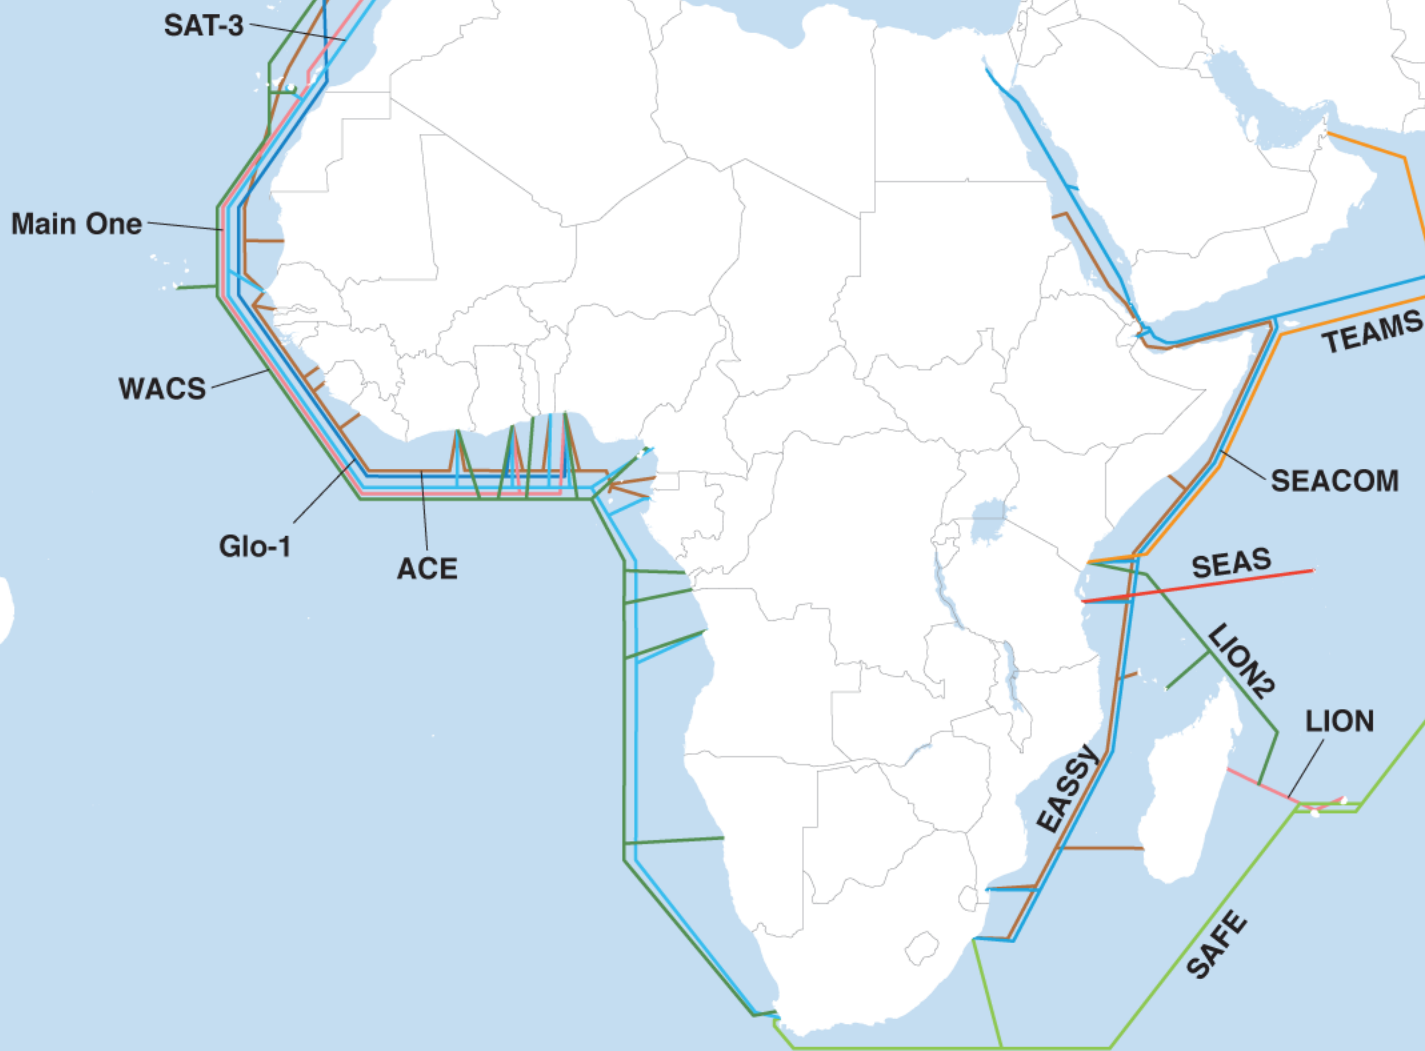 SAT-3
Main One
TEAMS
WACS
SEACOM
Glo-1
ACE
SEAS
LION2
LION
EASSy
SAFE